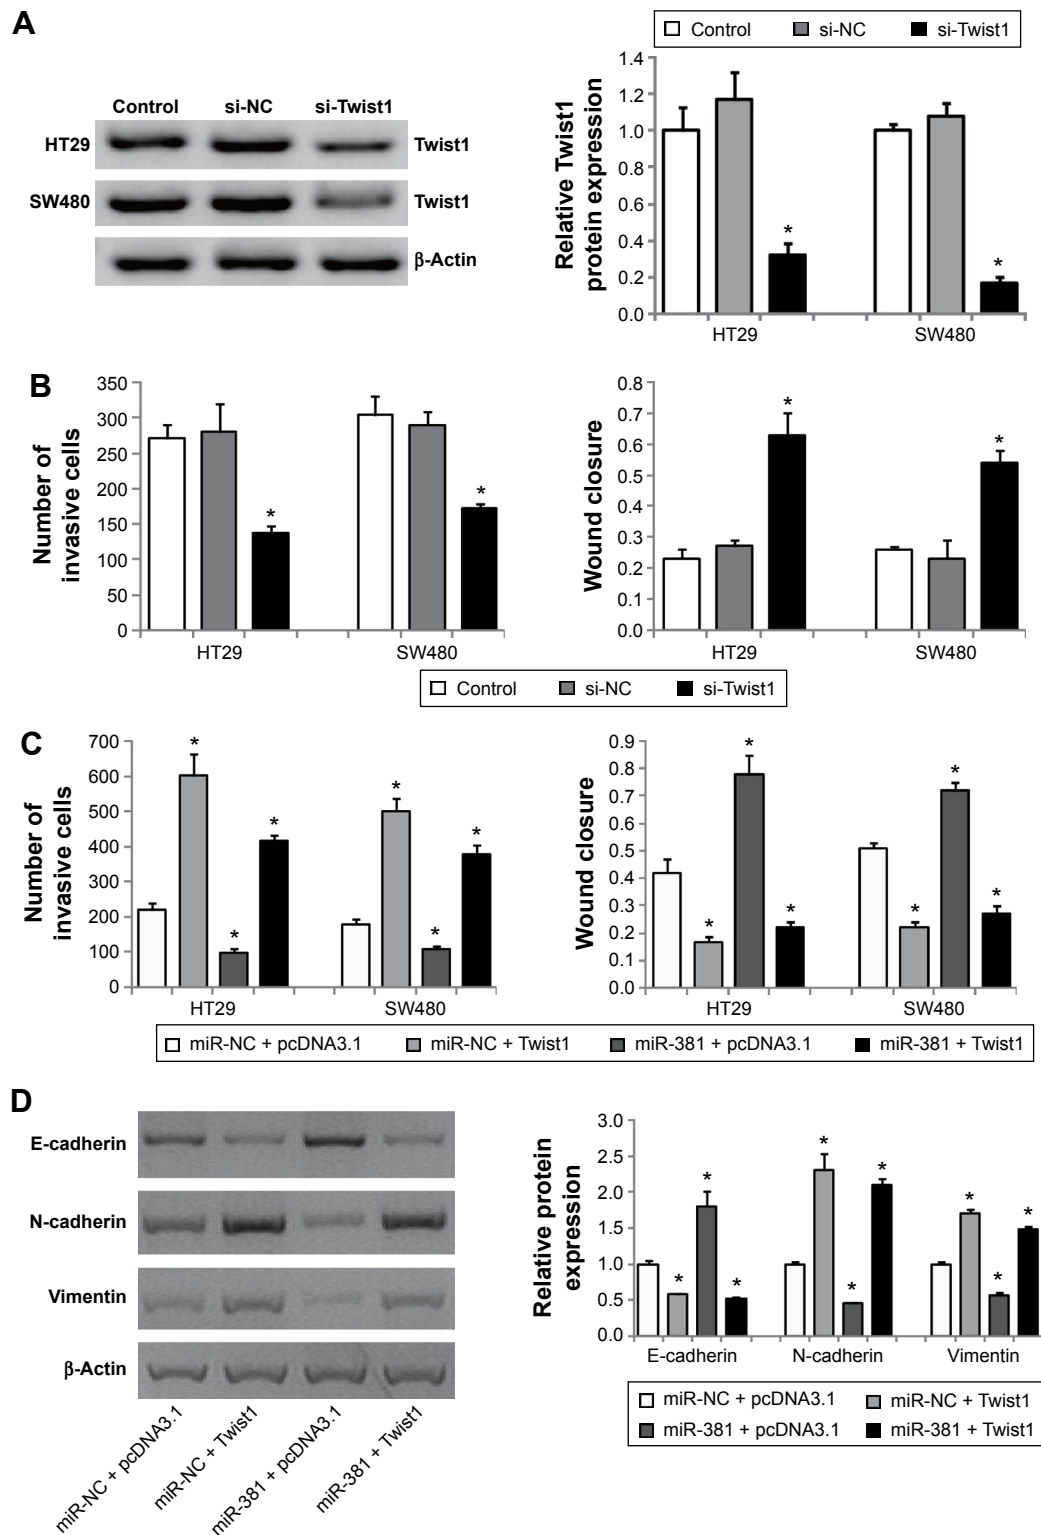 A
Control si-NC si-Twist1
HT29 Twist1
SW480 Twist1
β-Actin
Control si-NC si-Twist1
Relative Twist1
protein expression
1.4
1.2
1.0
0.8
0.6
0.4
0.2
0.0
*
*
HT29 SW480
B
Number of
invasive cells
350
300
250
200
150
100
50
0
*
*
HT29 SW480
Wound closure
0.8
0.7
0.6
0.5
0.4
0.3
0.2
0.1
0.0
*
*
HT29 SW480
Control si-NC si-Twist1
C
Number of
invasive cells
700
600
500
400
300
200
100
0
*
*
*
*
*
*
HT29 SW480
Wound closure
0.9
0.8
0.7
0.6
0.5
0.4
0.3
0.2
0.1
0.0
*
*
*
*
*
*
HT29 SW480
miR-NC + pcDNA3.1 miR-NC + Twist1 miR-381 + pcDNA3.1 miR-381 + Twist1
D
E-cadherin
N-cadherin
Vimentin
β-Actin
miR-NC + pcDNA3.1
miR-NC + Twist1
miR-381 + pcDNA3.1
miR-381 + Twist1
Relative protein
expression
3.0
2.5
2.0
1.5
1.0
0.5
0.0
*
*
*
*
*
*
*
*
*
E-cadherin N-cadherin Vimentin
miR-NC + pcDNA3.1 miR-NC + Twist1
miR-381 + pcDNA3.1 miR-381 + Twist1